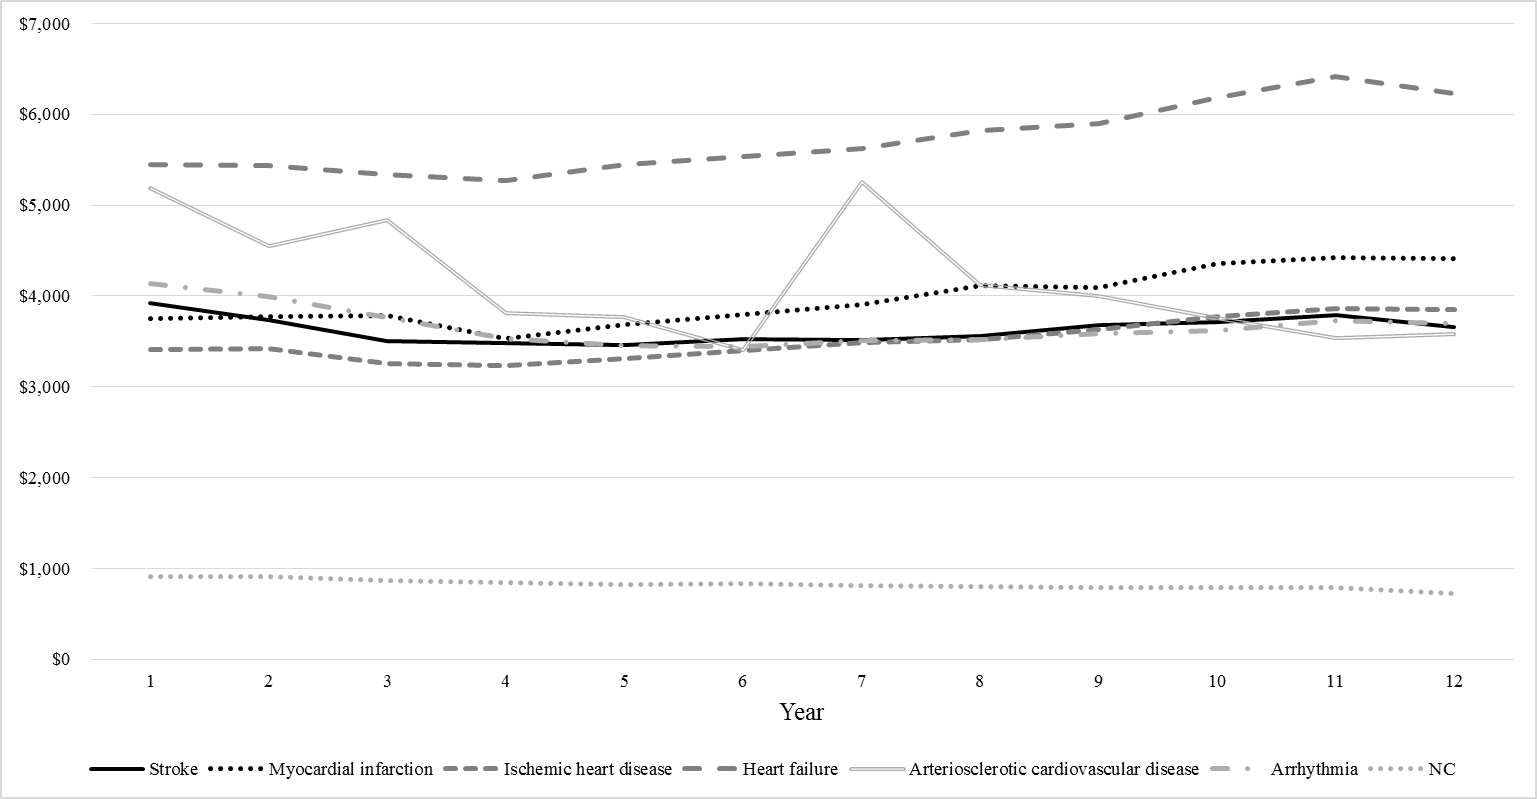 $7,000
$6,000
$5,000
$4,000
$3,000
$2,000
$1,000
$0
1 2 3 4 5 6 7 8 9 10 11 12
Year
Stroke Myocardial infarction Ischemic heart disease Heart failure Arteriosclerotic cardiovascular disease Arrhythmia NC